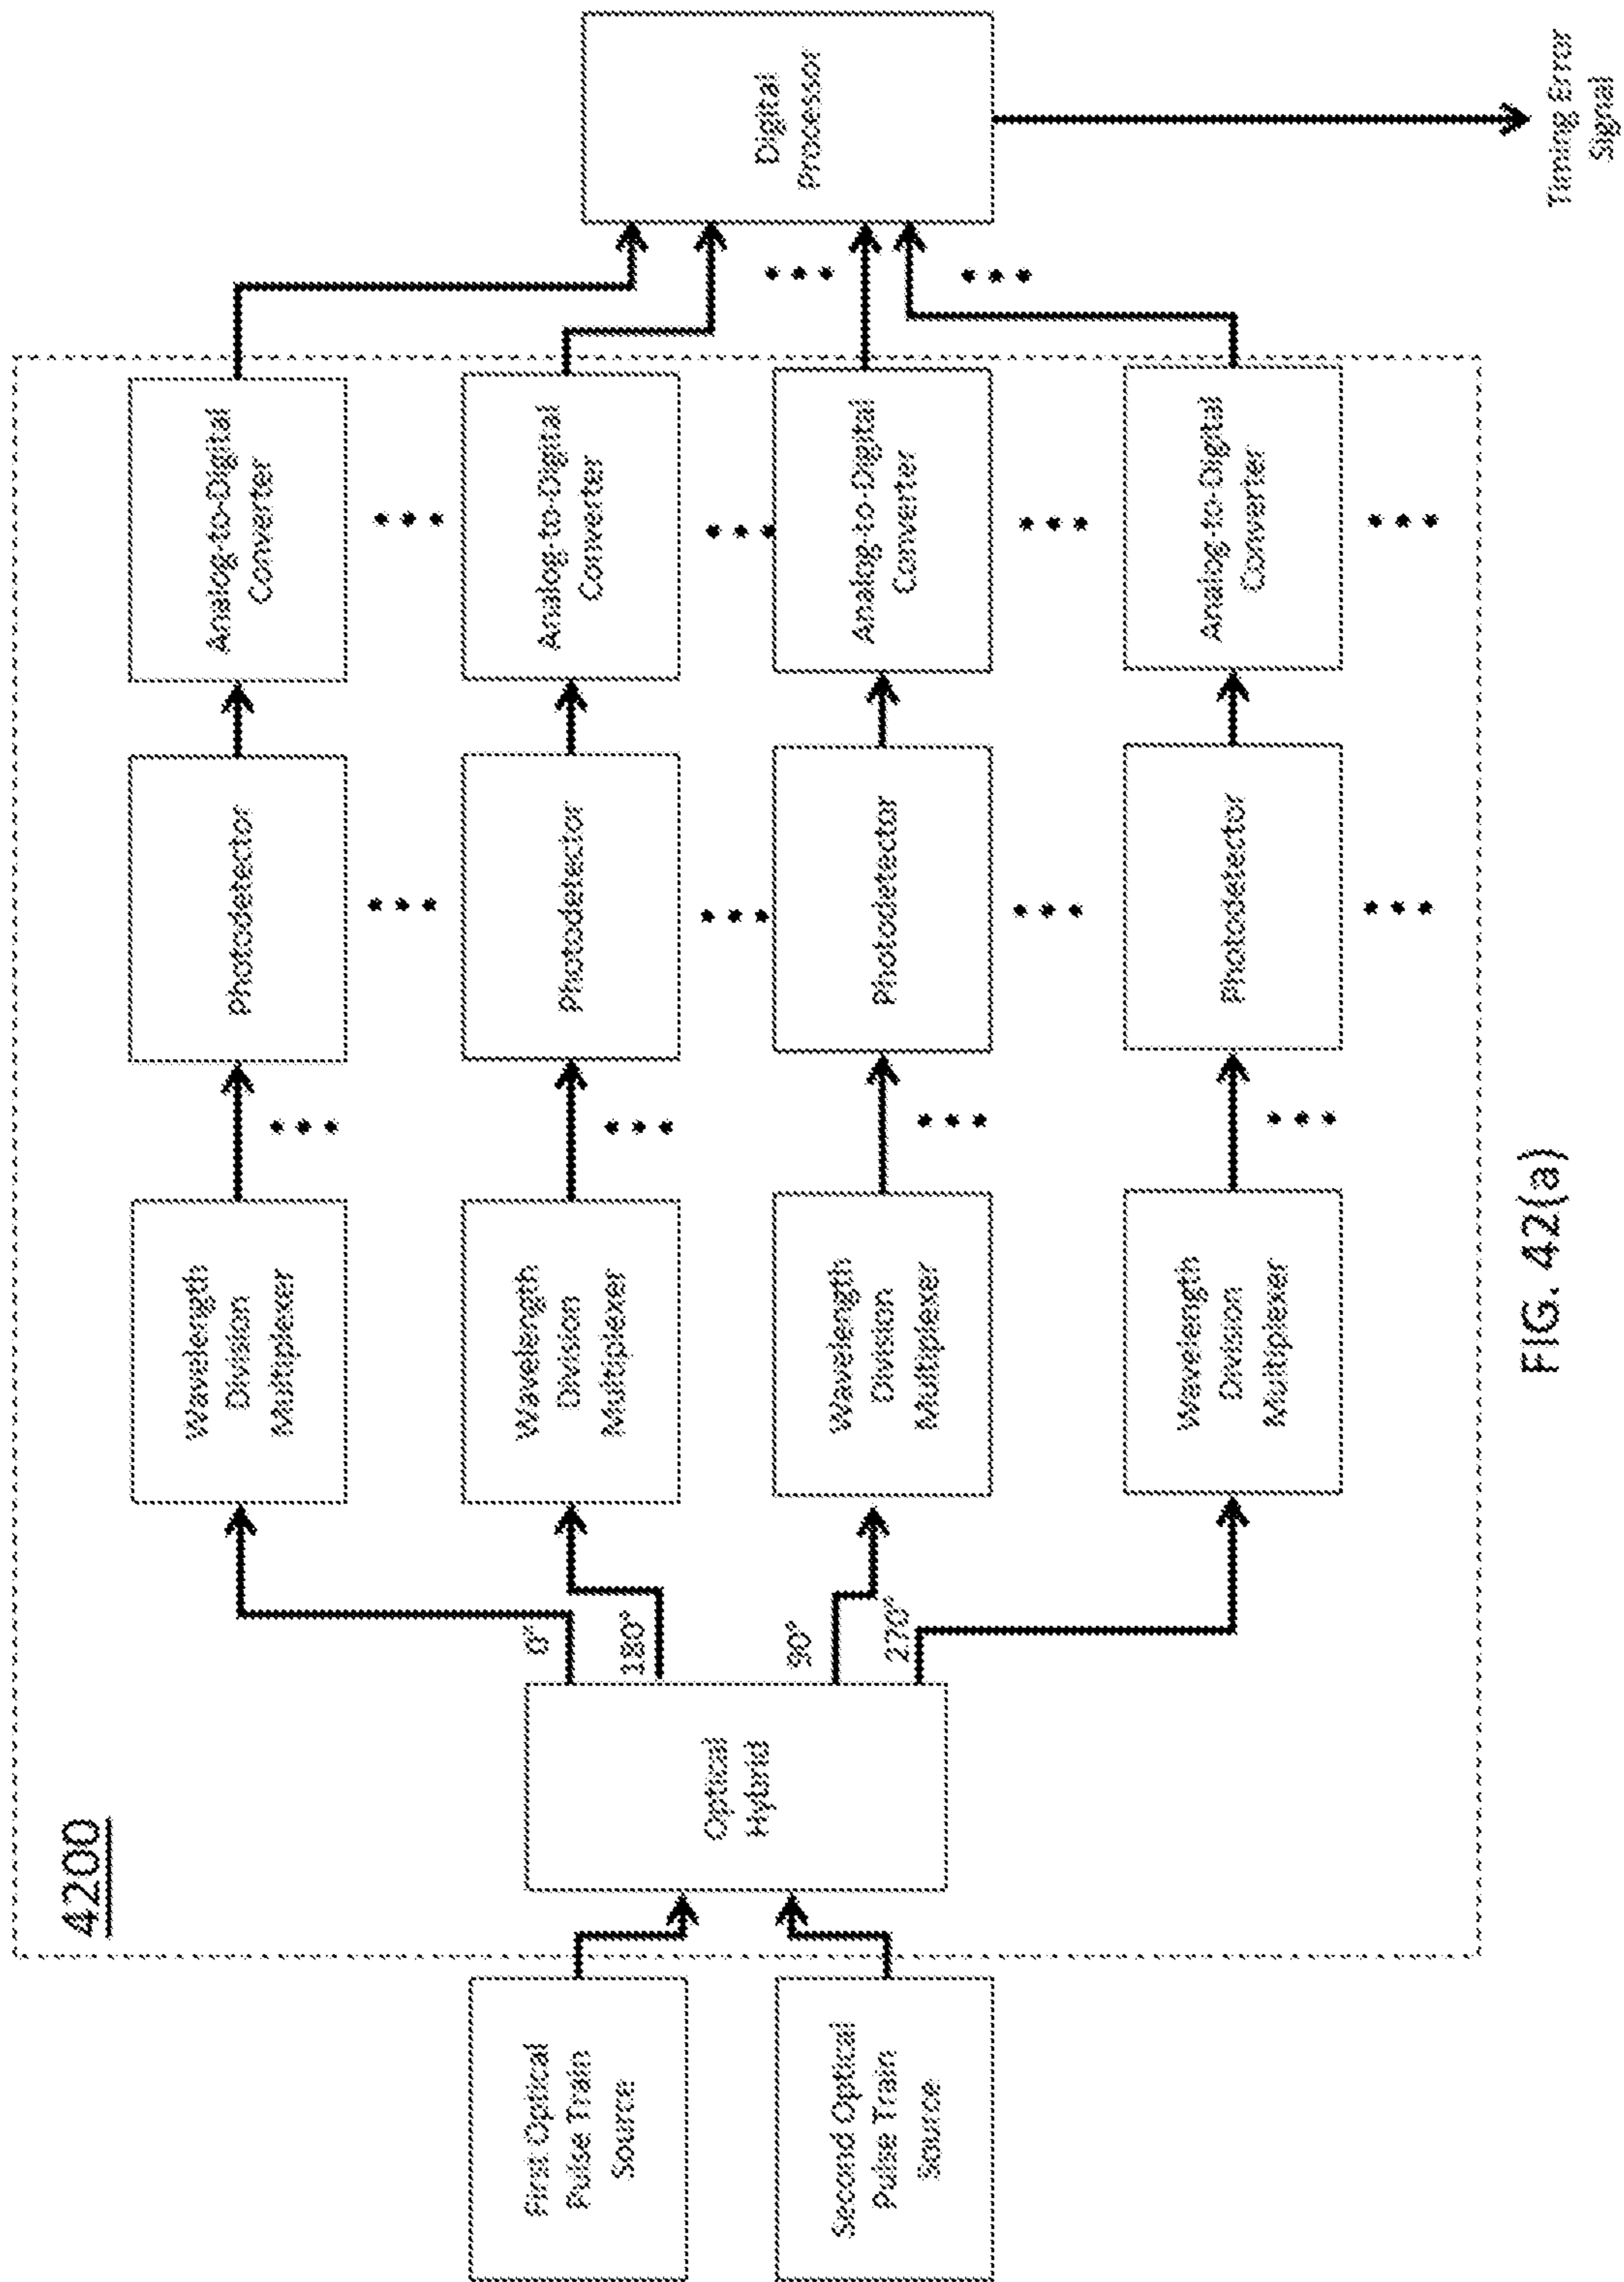 4200
First Optical
Pulse Train
Source
Second Optical
Pulse Train
Source
Optical
Hybrid
0°
180°
90°
270°
Wavelength
Division
Multiplexer
Wavelength
Division
Multiplexer
Wavelength
Division
Multiplexer
Wavelength
Division
Multiplexer
Photodetector
Photodetector
Photodetector
Photodetector
Analog-to-Digital
Converter
Analog-to-Digital
Converter
Analog-to-Digital
Converter
Analog-to-Digital
Converter
Digital
Processor
Timing Error
Signal
FIG. 42(a)